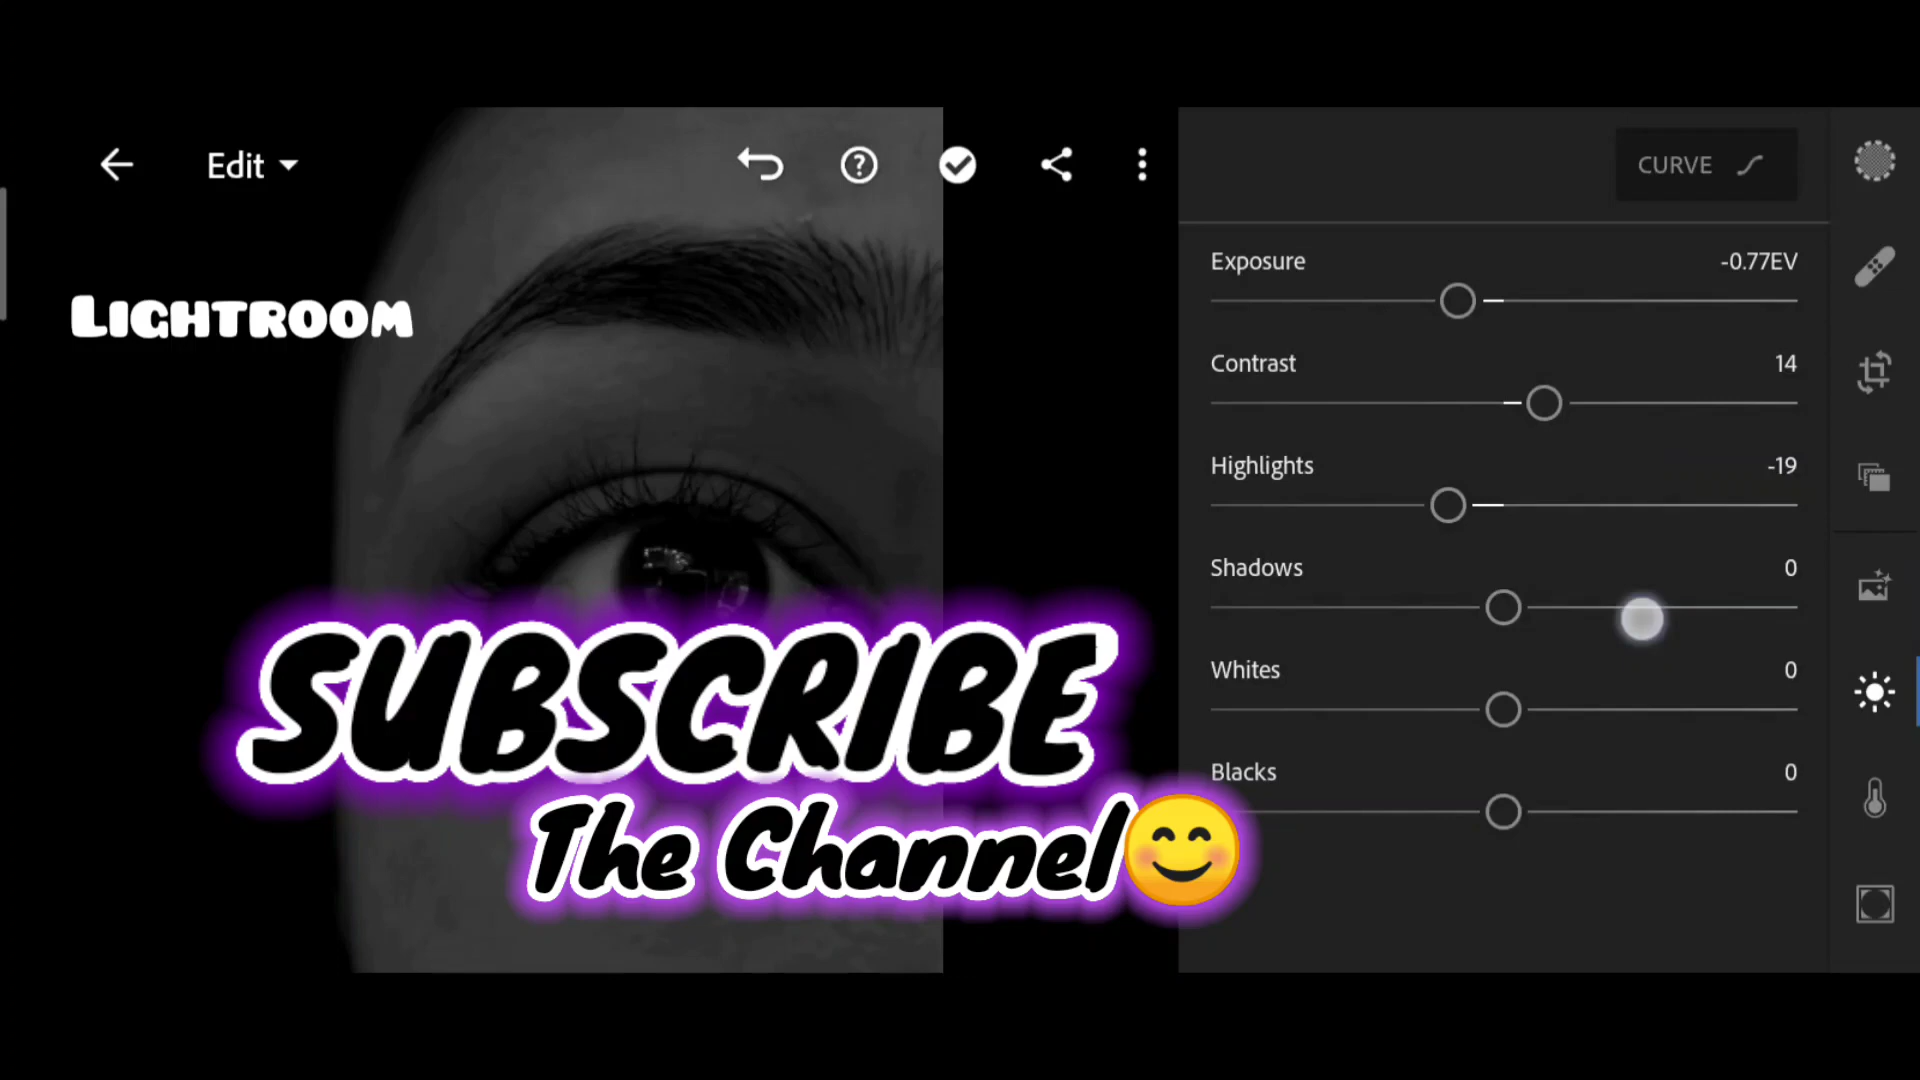 Edit
CURVE
LIGHTROOM
Exposure -0.77EV
Contrast 14
Highlights -19
Shadows 0
Whites 0
Blacks 0
SUBSCRIBE
The Channel😊